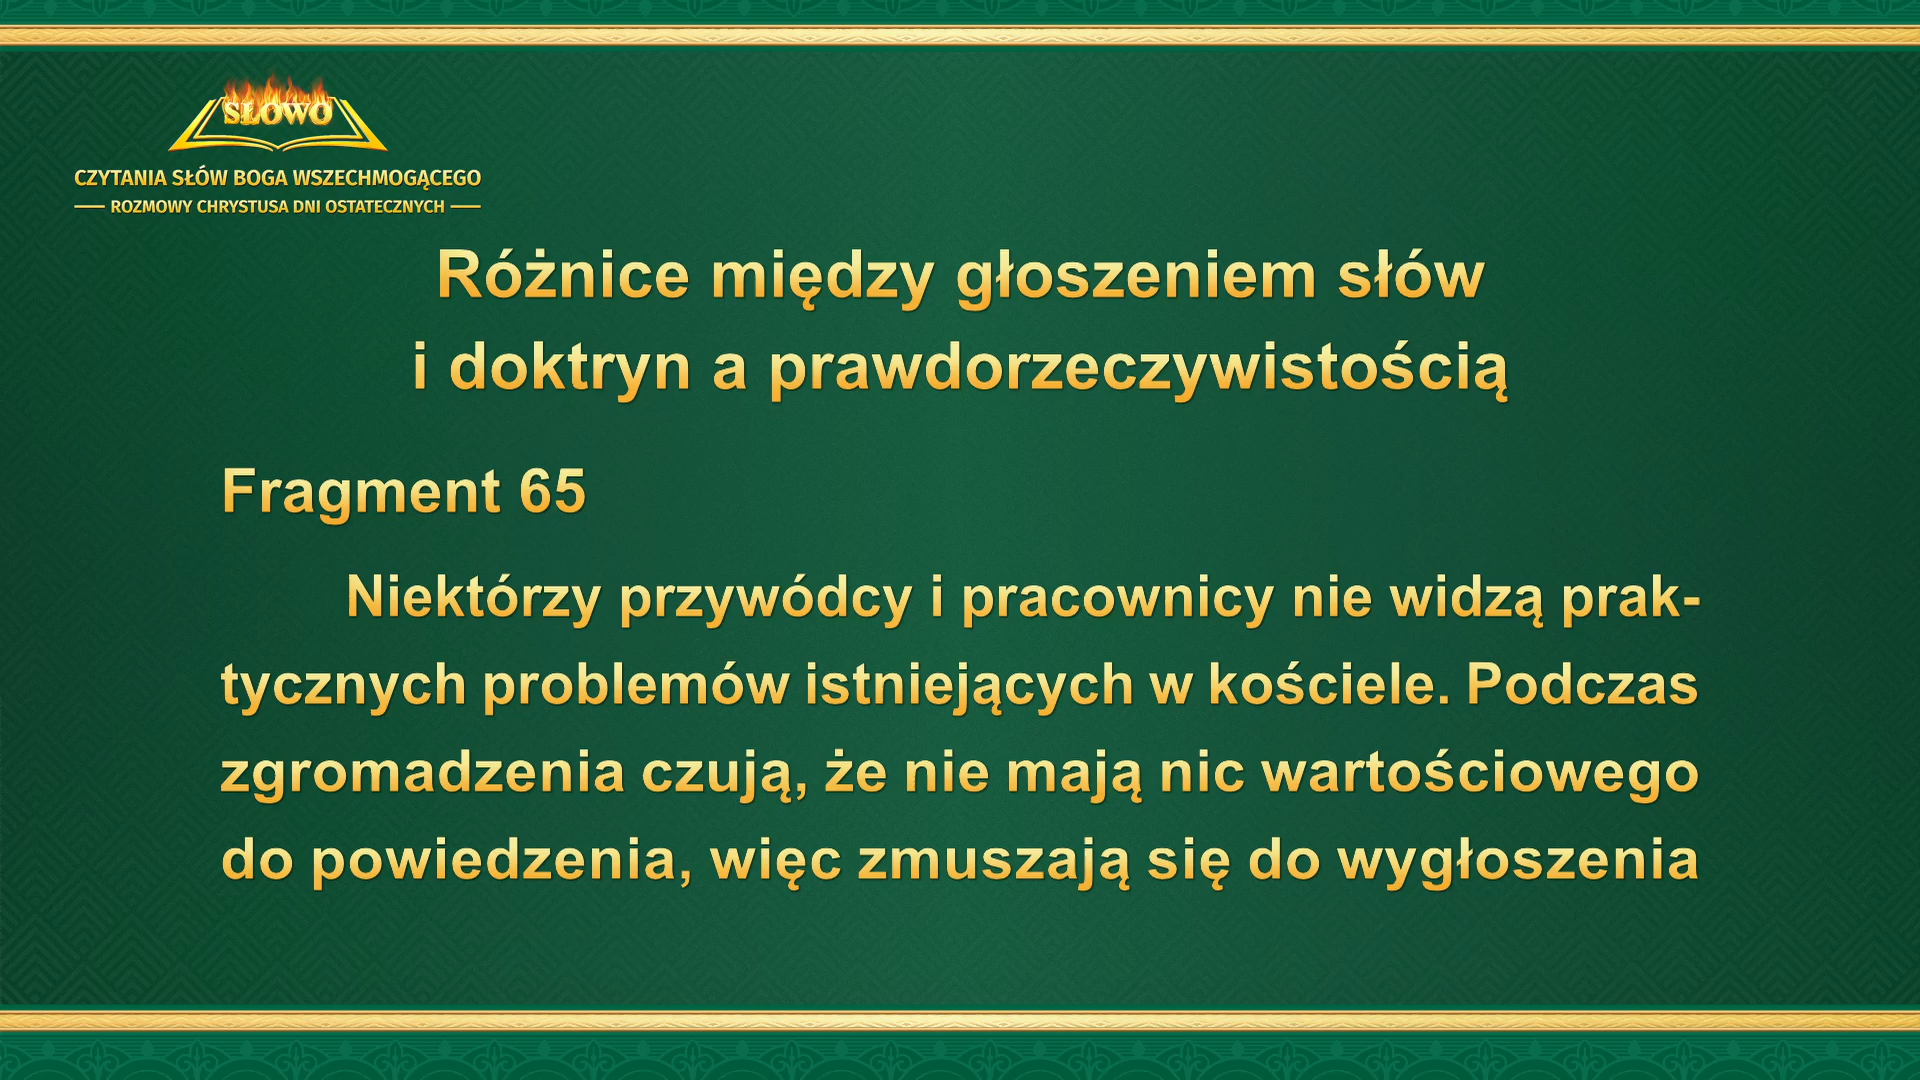 SŁOWO
CZYTANIA SŁÓW BOGA WSZECHMOGĄCEGO
ROZMOWY CHRYSTUSA DNI OSTATECZNYCH
Różnice między głoszeniem słów
i doktryn a prawdorzeczywistością
Fragment 65
Niektórzy przywódcy i pracownicy nie widzą prak-
tycznych problemów istniejących w kościele. Podczas
zgromadzenia czują, że nie mają nic wartościowego
do powiedzenia, więc zmuszają się do wygłoszenia